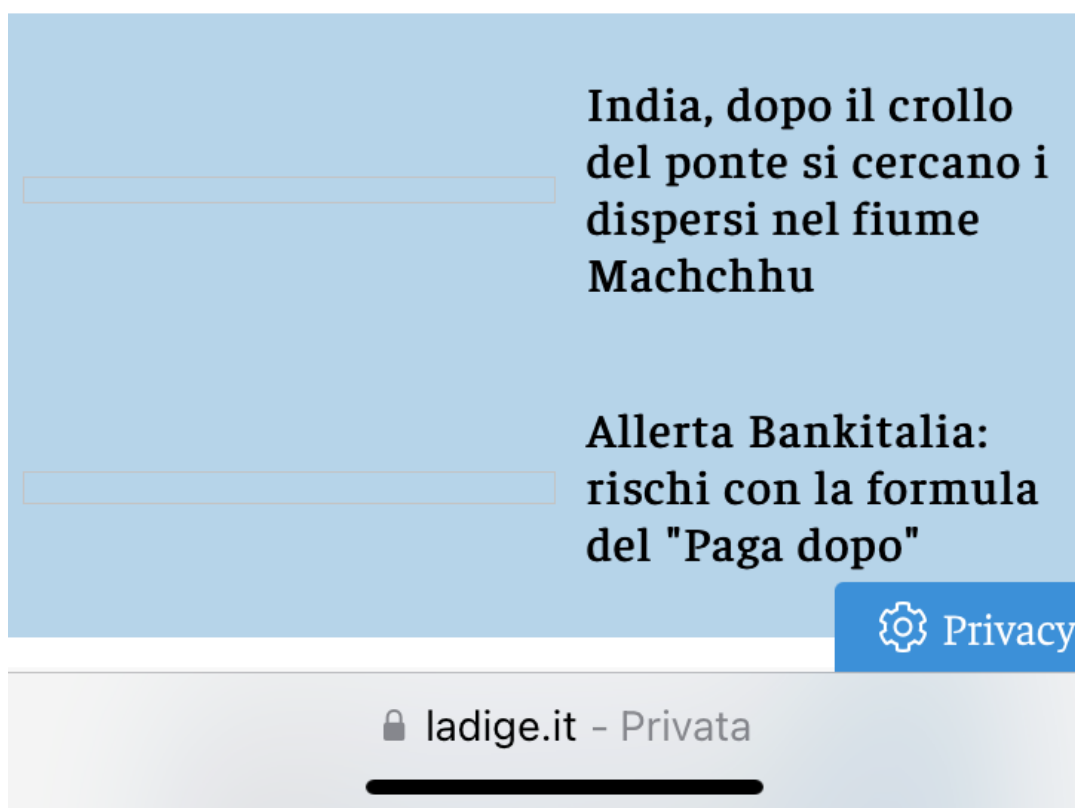 India, dopo il crollo
del ponte si cercano i
dispersi nel fiume
Machchhu
Allerta Bankitalia:
rischi con la formula
del "Paga dopo"
Privacy
ladige.it - Privata